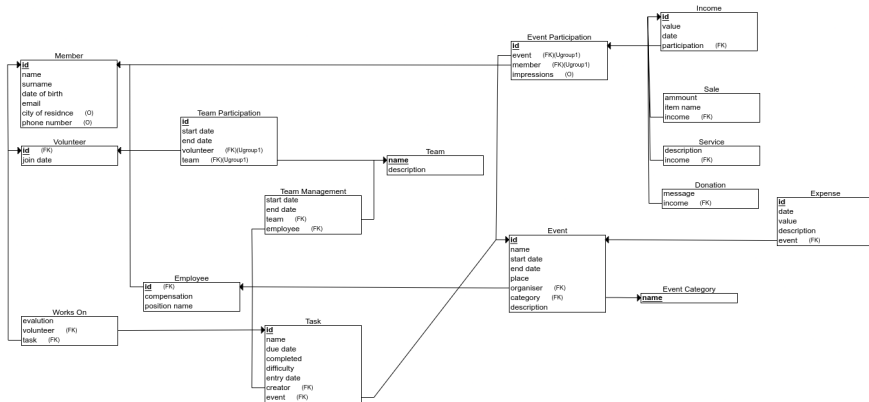 Income
id
value
date
participation (FK)
Event Participation
id
event (FK)(Ugroup1)
member (FK)(Ugroup1)
impressions (O)
Member
id
name
surname
date of birth
email
city of residnce (O)
phone number (O)
Sale
ammount
item name
income (FK)
Team Participation
id
start date
end date
volunteer (FK)(Ugroup1)
team (FK)(Ugroup1)
Volunteer
id (FK)
join date
Service
description
income (FK)
Team
name
description
Team Management
start date
end date
team (FK)
employee (FK)
Donation
message
income (FK)
Expense
id
date
value
description
event (FK)
Event
id
name
start date
end date
place
organiser (FK)
category (FK)
description
Employee
id (FK)
compensation
position name
Event Category
name
Works On
evalution
volunteer (FK)
task (FK)
Task
id
name
due date
completed
difficulty
entry date
creator (FK)
event (FK)